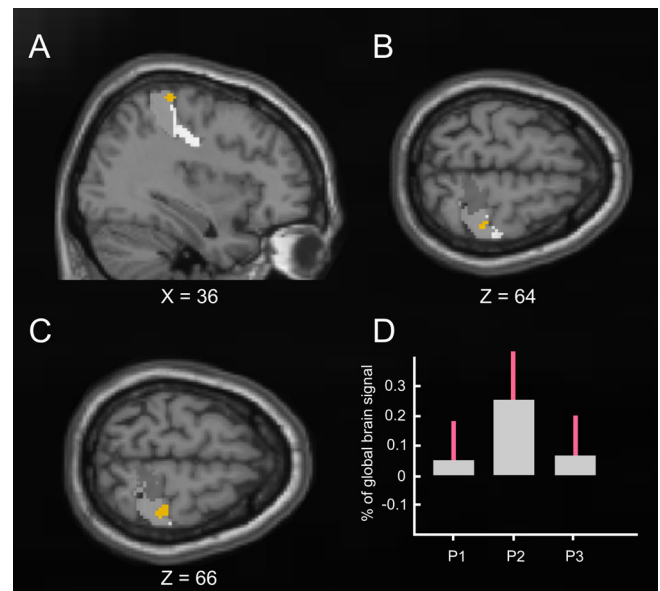 A
X = 36
B
Z = 64
C
Z = 66
D
% of global brain signal
0.3
0.2
0.1
0
-0.1
P1 P2 P3